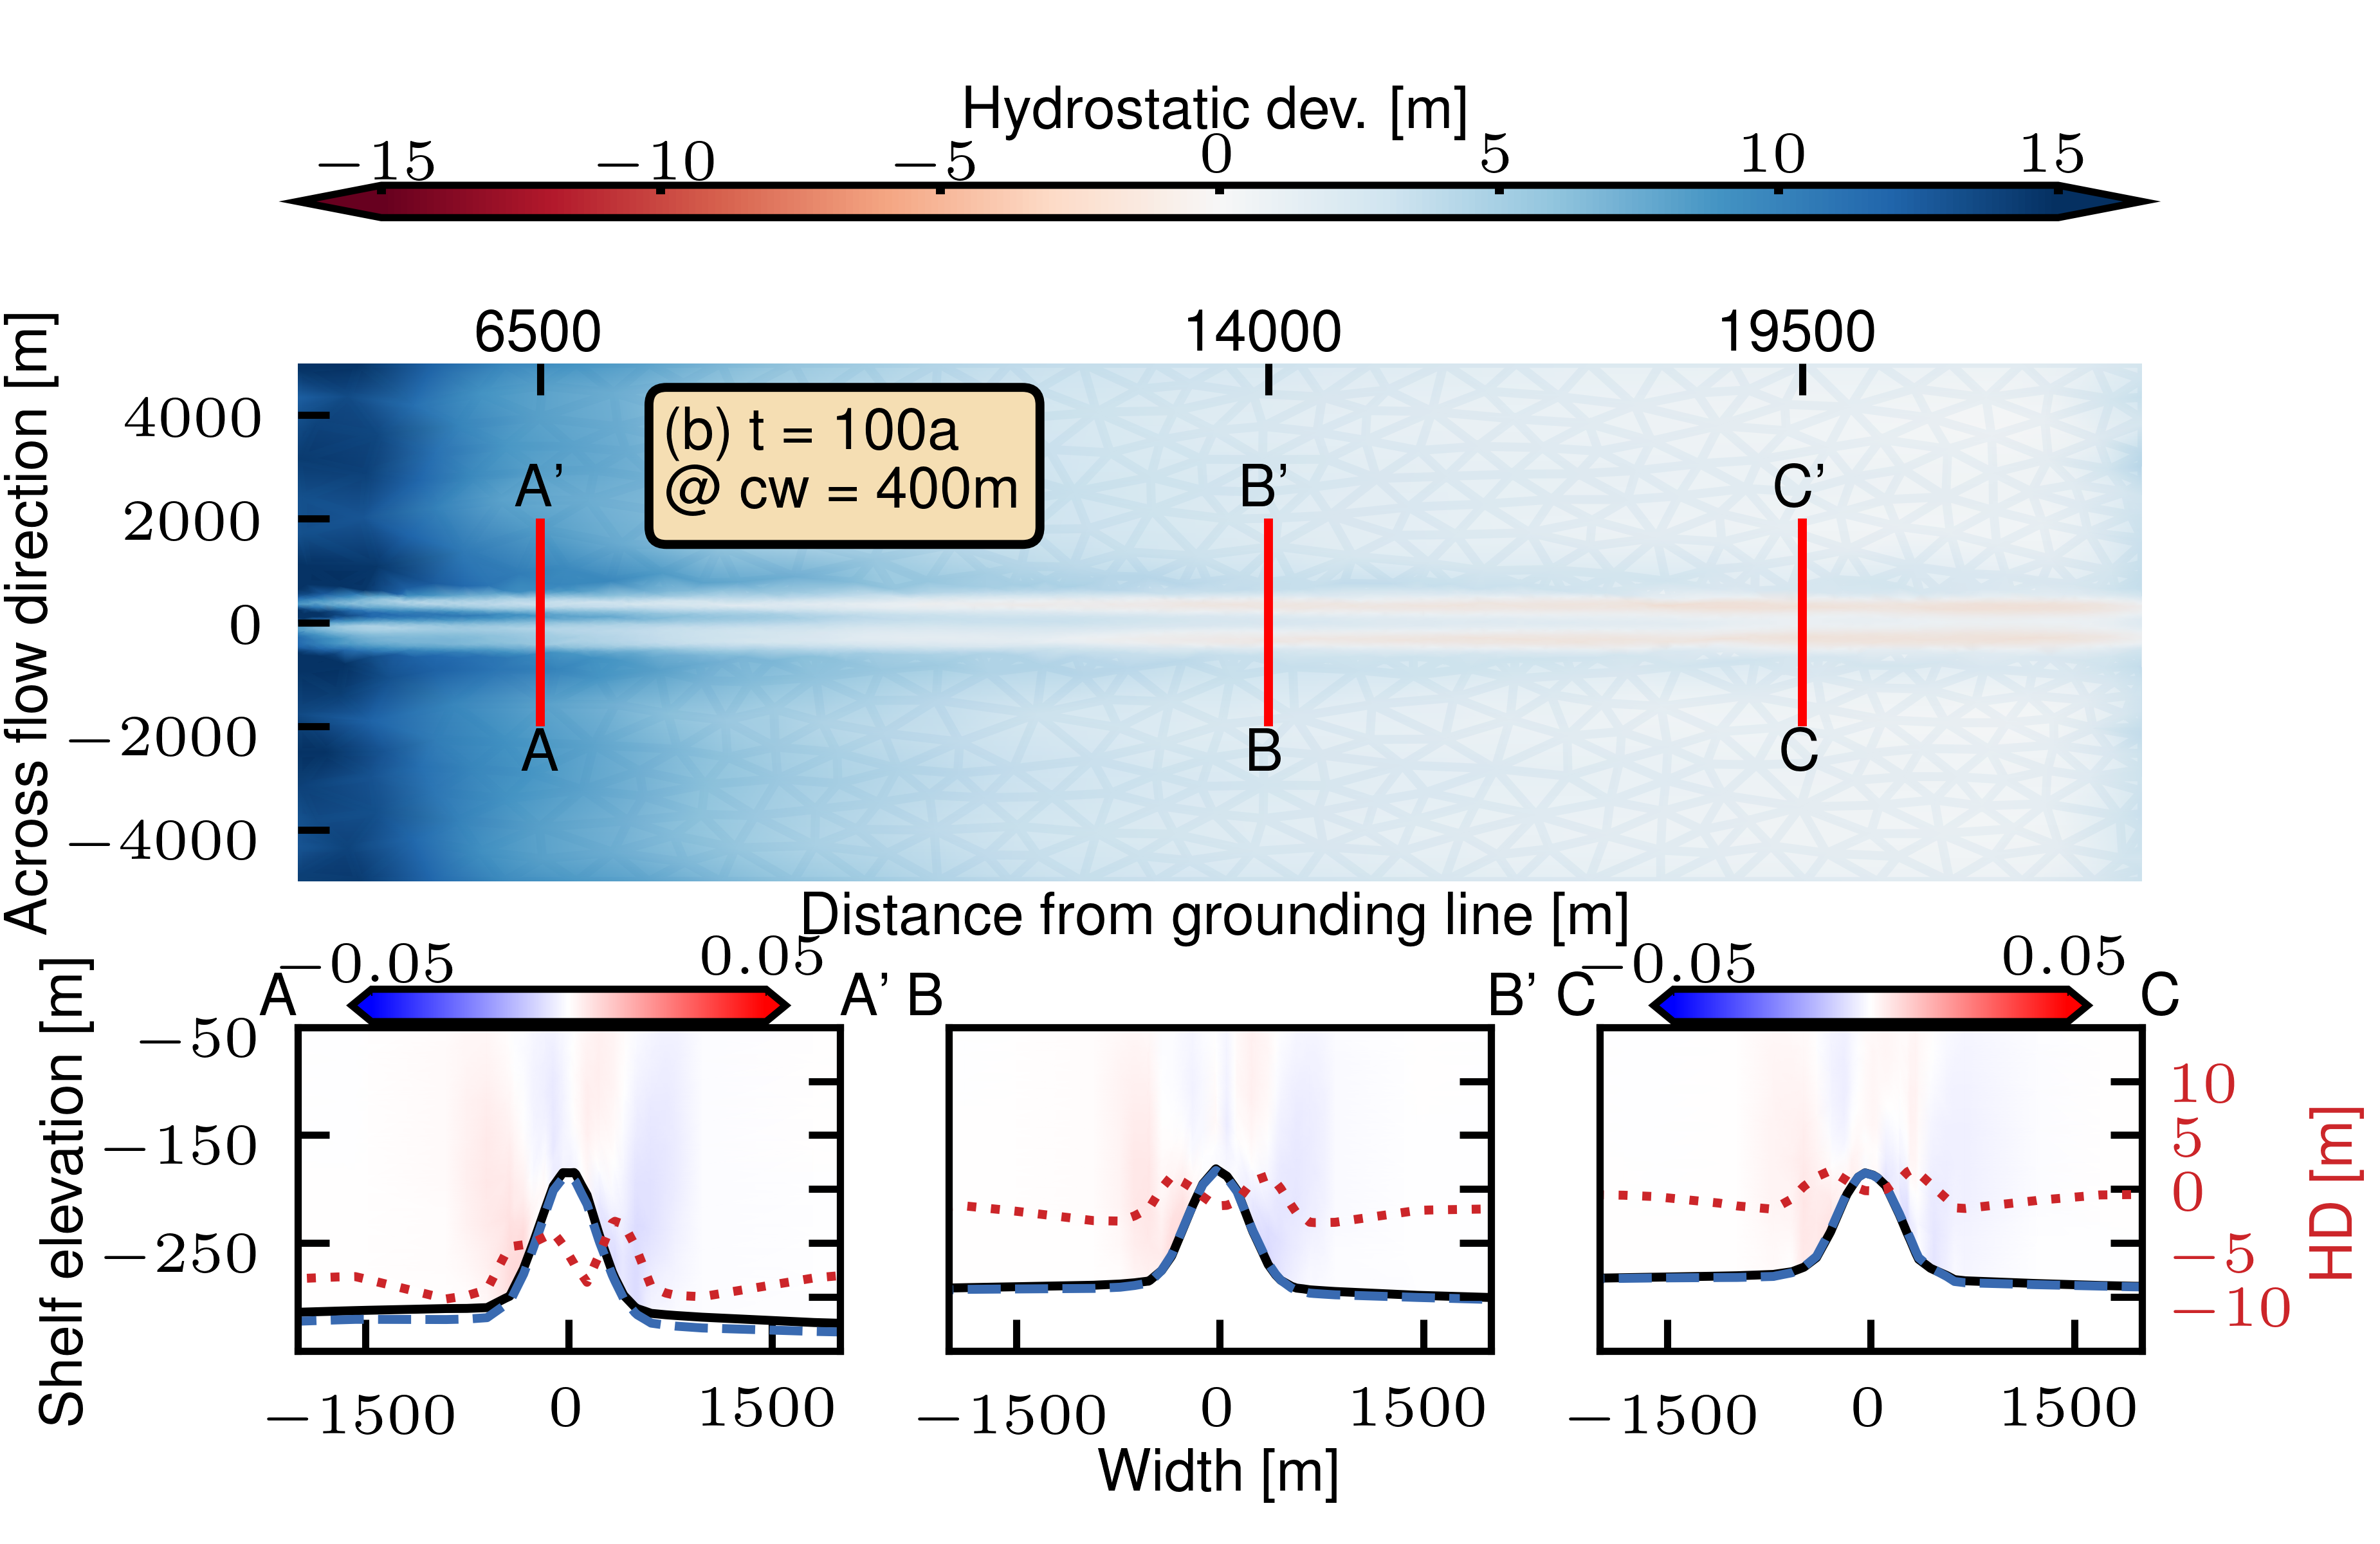 Hydrostatic dev. [m]
−15 −10 −5 0 5 10 15
6500 14000 19500
Across flow direction [m]
4000
2000
0
−2000
−4000
(b) t = 100a
@ cw = 400m
A’ B’ C’
A B C
Distance from grounding line [m]
−0.05 0.05 −0.05 0.05
A A’ B B’ C C
Shelf elevation [m]
−50
−150
−250
10
5
0
−5
−10
HD [m]
−1500 0 1500 −1500 0 1500 −1500 0 1500
Width [m]